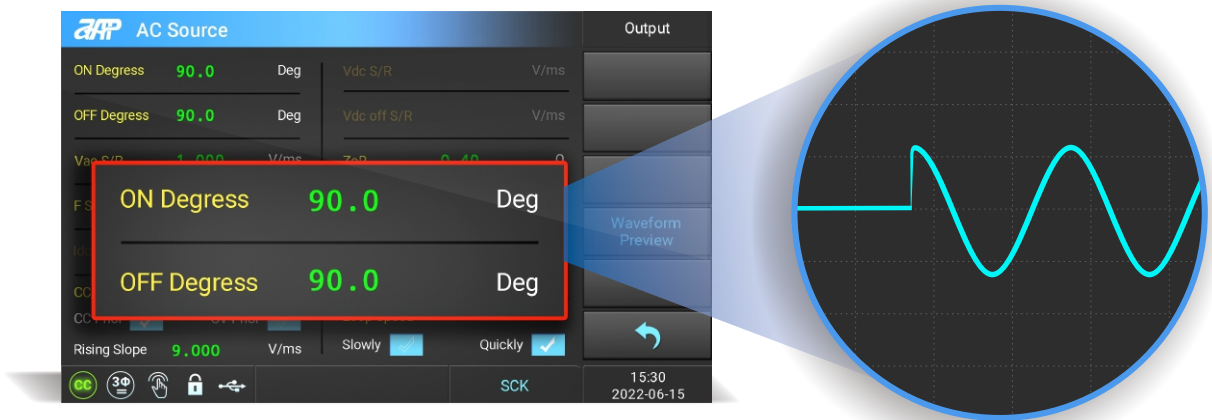 AAP AC Source
Output
ON Degress 90.0 Deg
Vdc S/R V/ms
OFF Degress 90.0 Deg
Vdc off S/R V/ms
ON Degress 90.0 Deg
OFF Degress 90.0 Deg
Waveform
Preview
Rising Slope 9.000 V/ms
Slowly
Quickly
CC
3Φ
SCK
15:30
2022-06-15